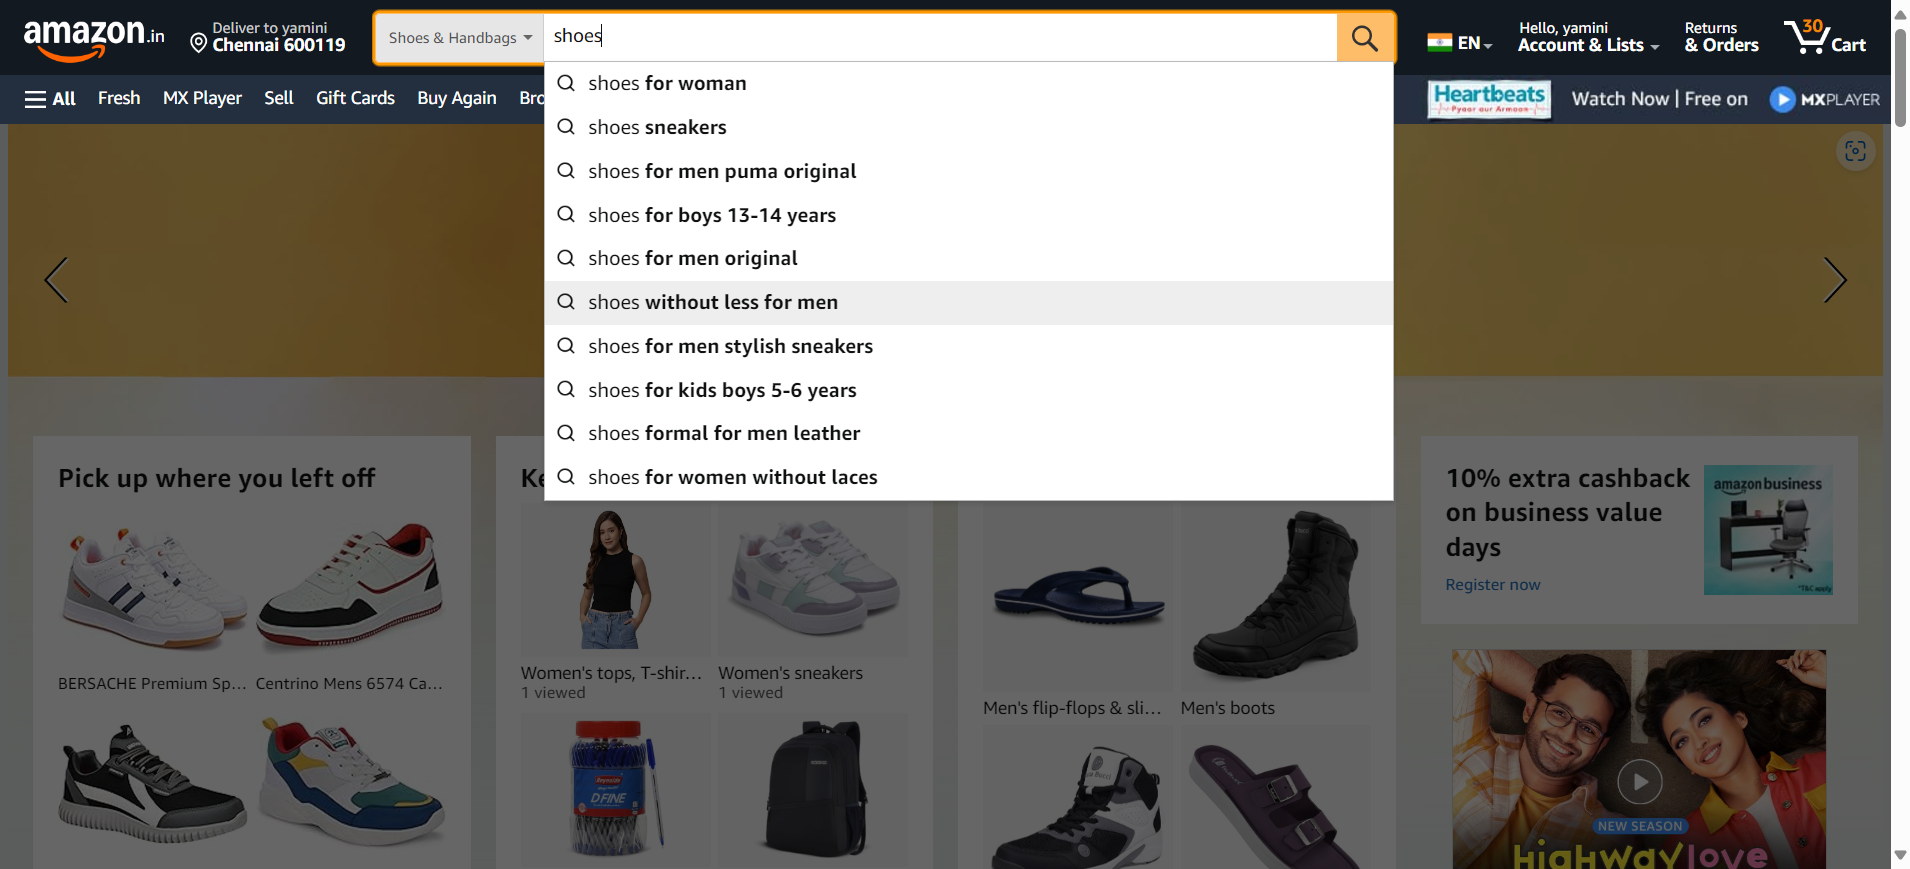 amazon.in
Deliver to yamini
Chennai 600119
Shoes & Handbags
shoes
EN
Hello, yamini
Account & Lists
Returns
& Orders
30
Cart
All
Fresh
MX Player
Sell
Gift Cards
Buy Again
Bro
Heartbeats
Pyaar aur Armaan
Watch Now | Free on
MXPLAYER
shoes for woman
shoes sneakers
shoes for men puma original
shoes for boys 13-14 years
shoes for men original
shoes without less for men
shoes for men stylish sneakers
shoes for kids boys 5-6 years
shoes formal for men leather
shoes for women without laces
Pick up where you left off
BERSACHE Premium Sp...
Centrino Mens 6574 Ca...
Ke
Women's tops, T-shir...
1 viewed
Women's sneakers
1 viewed
Reynolds
D FINE
Men's flip-flops & sli...
Men's boots
10% extra cashback
on business value
days
Register now
amazon business
*T&C apply
NEW SEASON
Highway love